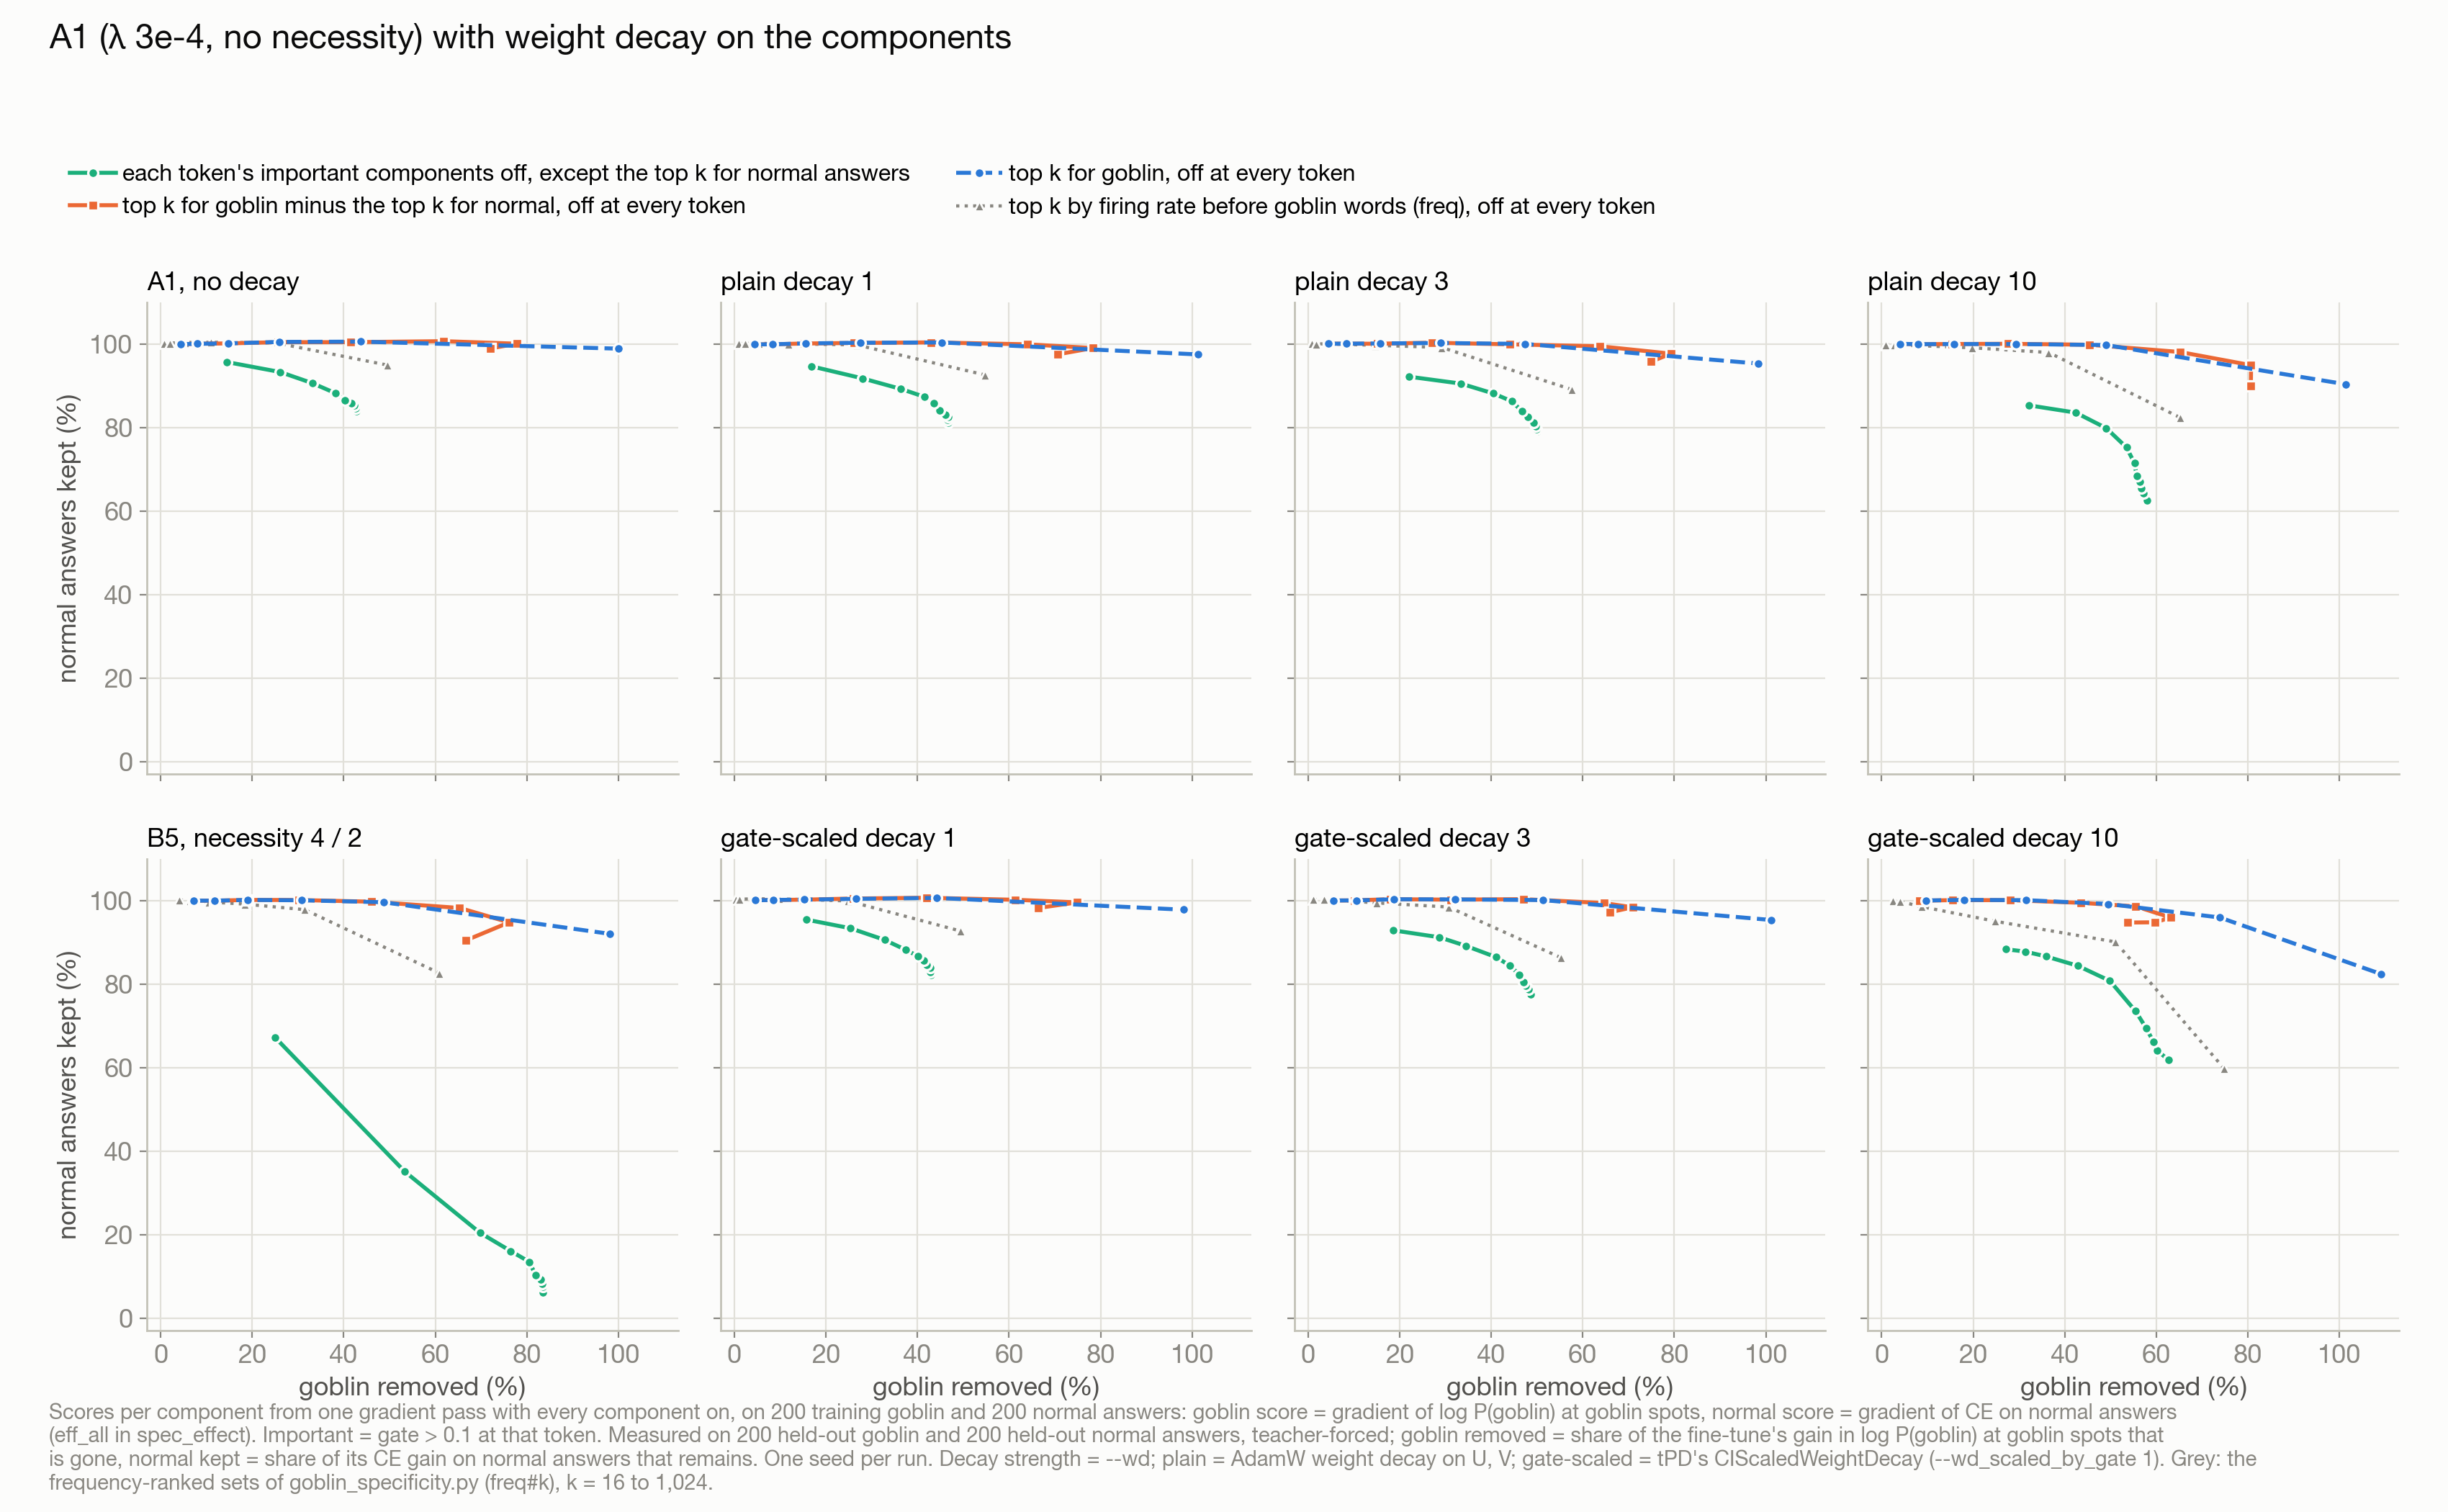 A1 (λ 3e-4, no necessity) with weight decay on the components
each token's important components off, except the top k for normal answers
top k for goblin, off at every token
top k for goblin minus the top k for normal, off at every token
top k by firing rate before goblin words (freq), off at every token
A1, no decay
plain decay 1
plain decay 3
plain decay 10
normal answers kept (%)
100
80
60
40
20
0
B5, necessity 4 / 2
gate-scaled decay 1
gate-scaled decay 3
gate-scaled decay 10
normal answers kept (%)
100
80
60
40
20
0
0 20 40 60 80 100
0 20 40 60 80 100
0 20 40 60 80 100
0 20 40 60 80 100
goblin removed (%)
goblin removed (%)
goblin removed (%)
goblin removed (%)
Scores per component from one gradient pass with every component on, on 200 training goblin and 200 normal answers: goblin score = gradient of log P(goblin) at goblin spots, normal score = gradient of CE on normal answers
(eff_all in spec_effect). Important = gate > 0.1 at that token. Measured on 200 held-out goblin and 200 held-out normal answers, teacher-forced; goblin removed = share of the fine-tune's gain in log P(goblin) at goblin spots that
is gone, normal kept = share of its CE gain on normal answers that remains. One seed per run. Decay strength = --wd; plain = AdamW weight decay on U, V; gate-scaled = tPD's CIScaledWeightDecay (--wd_scaled_by_gate 1). Grey: the
frequency-ranked sets of goblin_specificity.py (freq#k), k = 16 to 1,024.